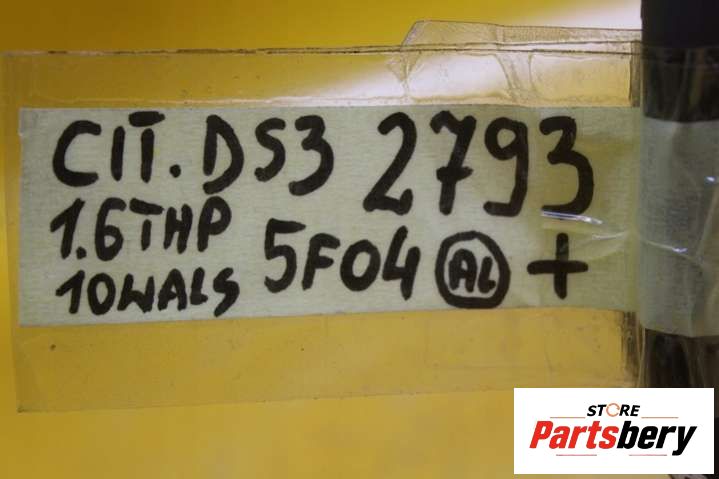 CIT. DS3 2793
1.6THP 5F04 AL +
10WALS
STORE
Partsbery